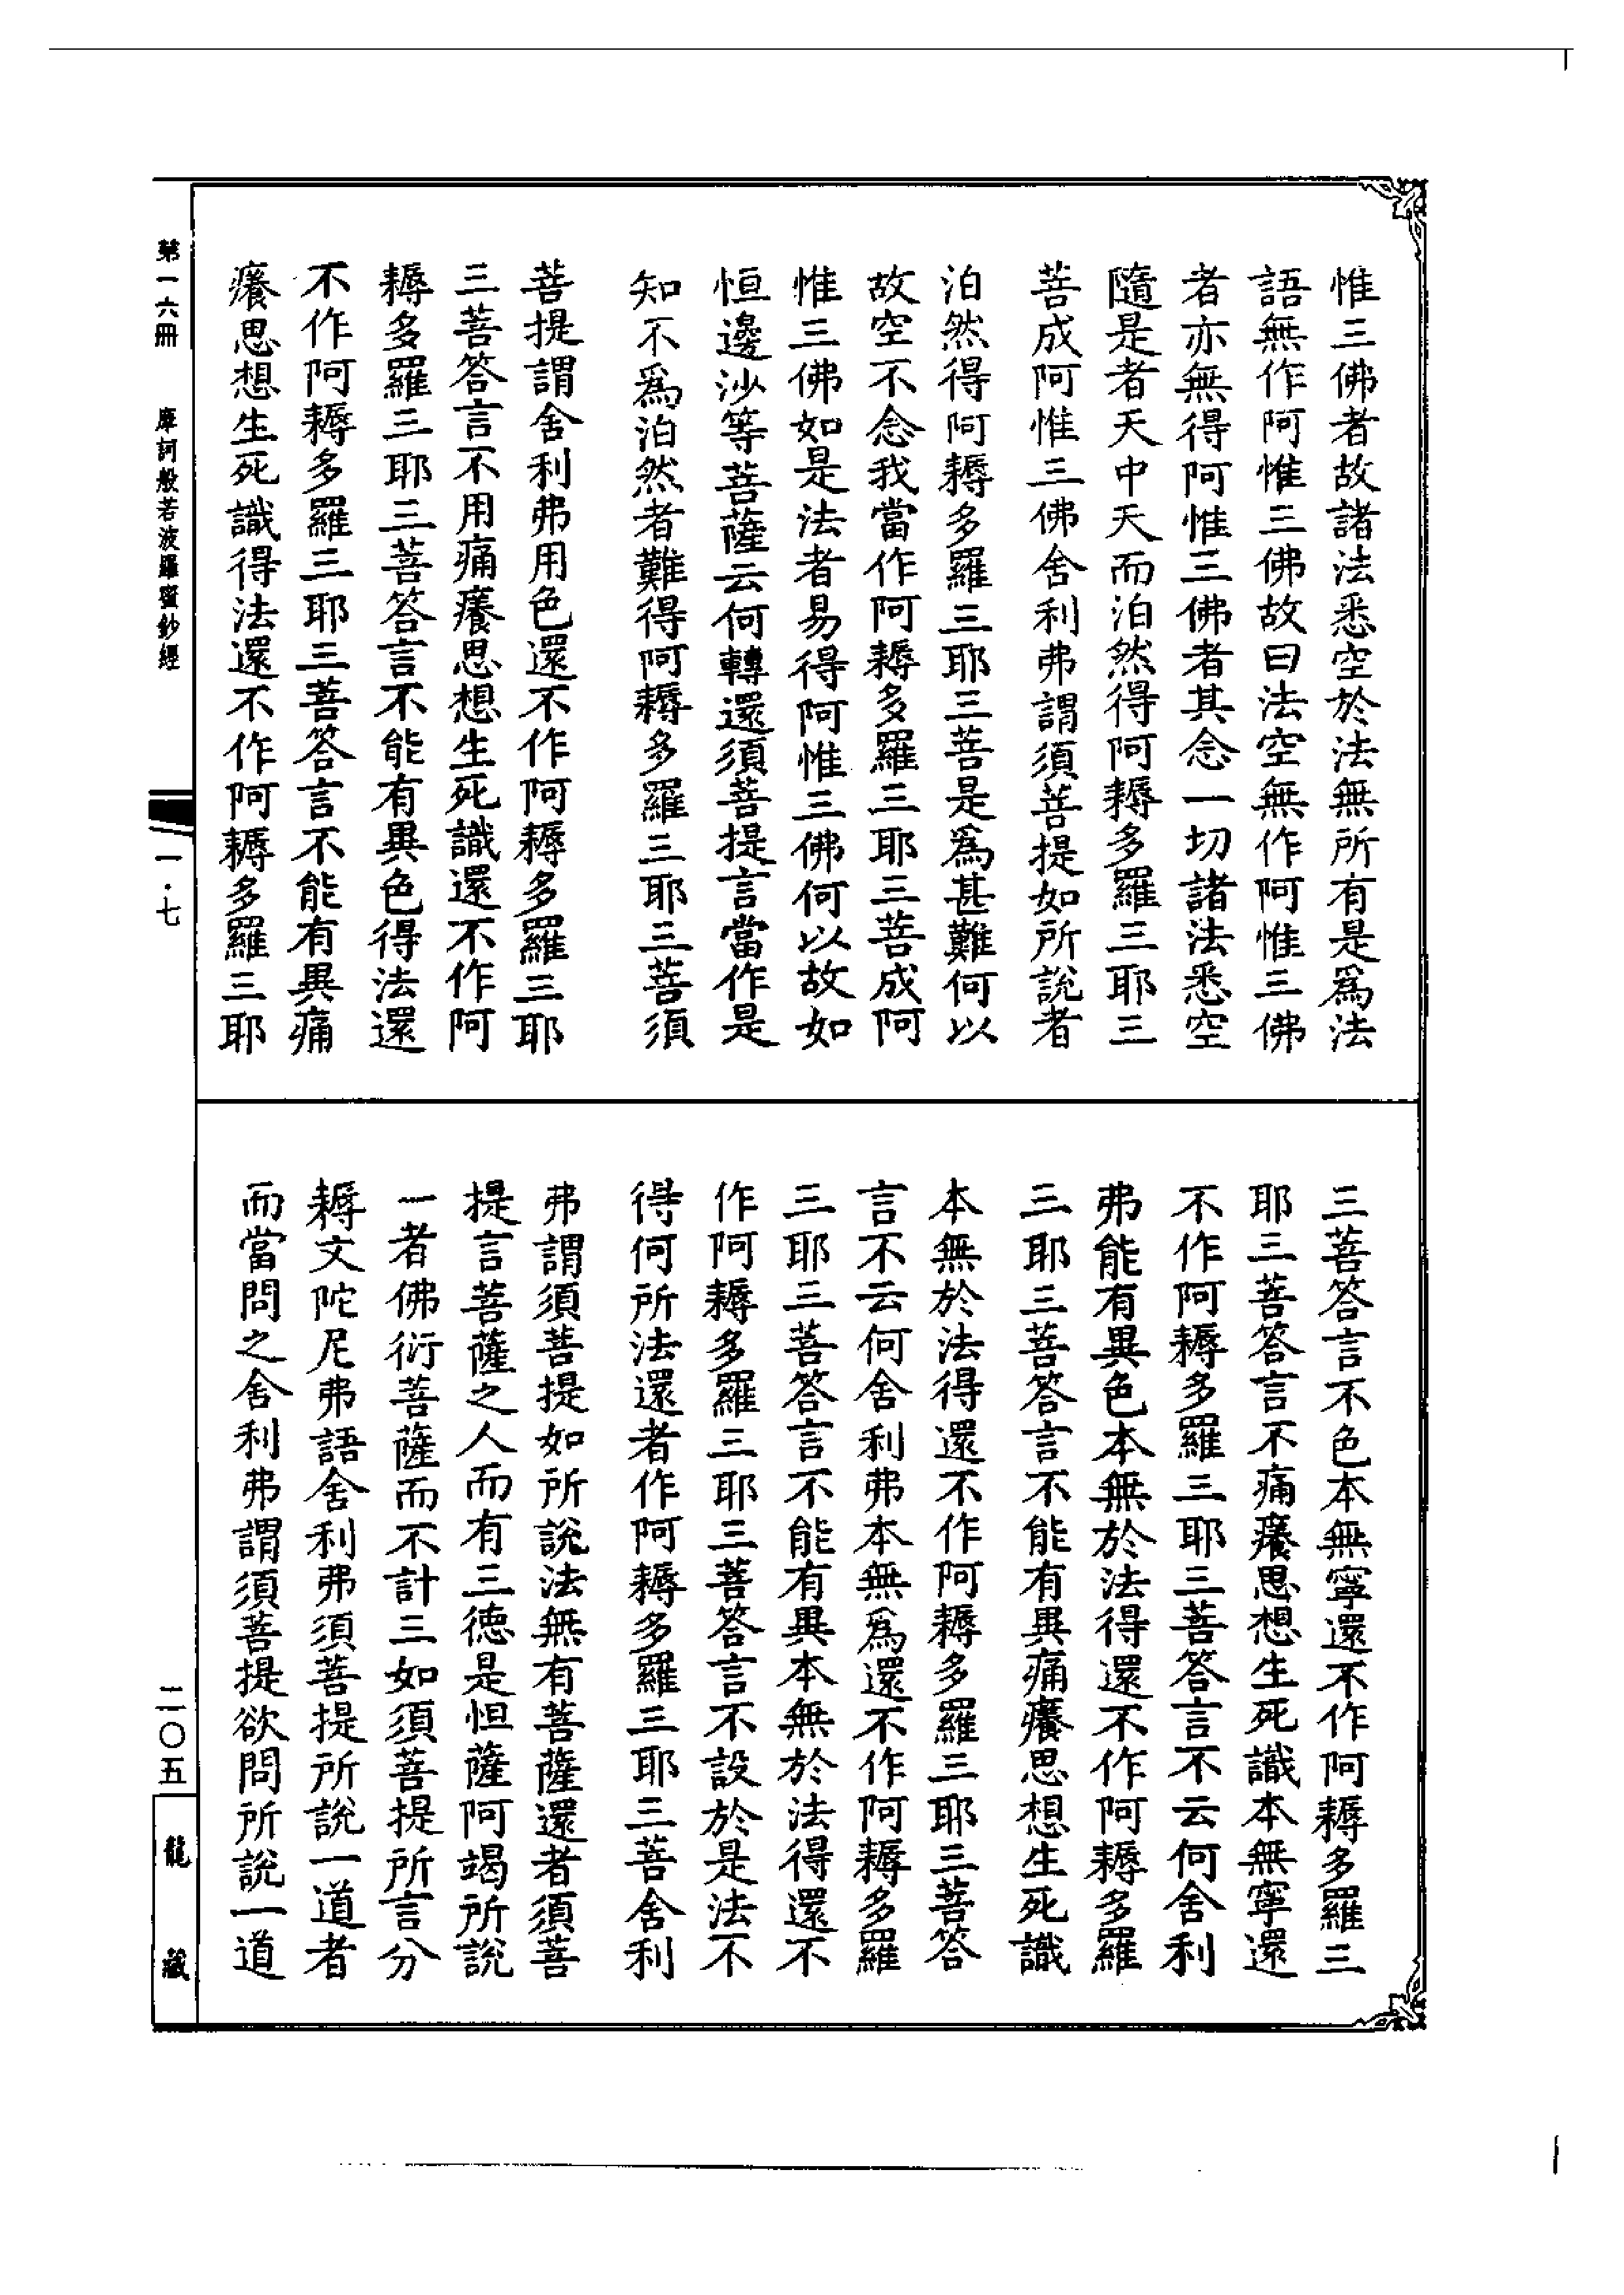 惟三佛者故諸法悉空於法無所有是爲法
語無作阿惟三佛故曰法空無作阿惟三佛
者亦無得阿惟三佛者其念一切諸法悉空
隨是者天中天而泊然得阿耨多羅三耶三
菩成阿惟三佛舍利弗謂須菩提如所說者
泊然得阿耨多羅三耶三菩是爲甚難何以
故空不念我當作阿耨多羅三耶三菩成阿
惟三佛如是法者易得阿惟三佛何以故如
恒邊沙等菩薩云何轉還須菩提言當作是
知不爲泊然者難得阿耨多羅三耶三菩須
菩提謂舍利弗用色還不作阿耨多羅三耶
三菩答言不用痛癢思想生死識還不作阿
耨多羅三耶三菩答言不能有異色得法還
不作阿耨多羅三耶三菩答言不能有異痛
癢思想生死識得法還不作阿耨多羅三耶
三菩答言不色本無寧還不作阿耨多羅三
耶三菩答言不痛癢思想生死識本無寧還
不作阿耨多羅三耶三菩答言不云何舍利
弗能有異色本無於法得還不作阿耨多羅
三耶三菩答言不能有異痛癢思想生死識
本無於法得還不作阿耨多羅三耶三菩答
言不云何舍利弗本無爲還不作阿耨多羅
三耶三菩答言不能有異本無於法得還不
作阿耨多羅三耶三菩答言不設於是法不
得何所法還者作阿耨多羅三耶三菩舍利
弗謂須菩提如所說法無有菩薩還者須菩
提言菩薩之人而有三德是怛薩阿竭所說
一者佛衍菩薩而不計三如須菩提所言分
耨文陀尼弗語舍利弗須菩提所說一道者
而當問之舍利弗謂須菩提欲問所說一道
第一六冊 摩訶般若波羅蜜鈔經
一·七
二〇五
龍藏